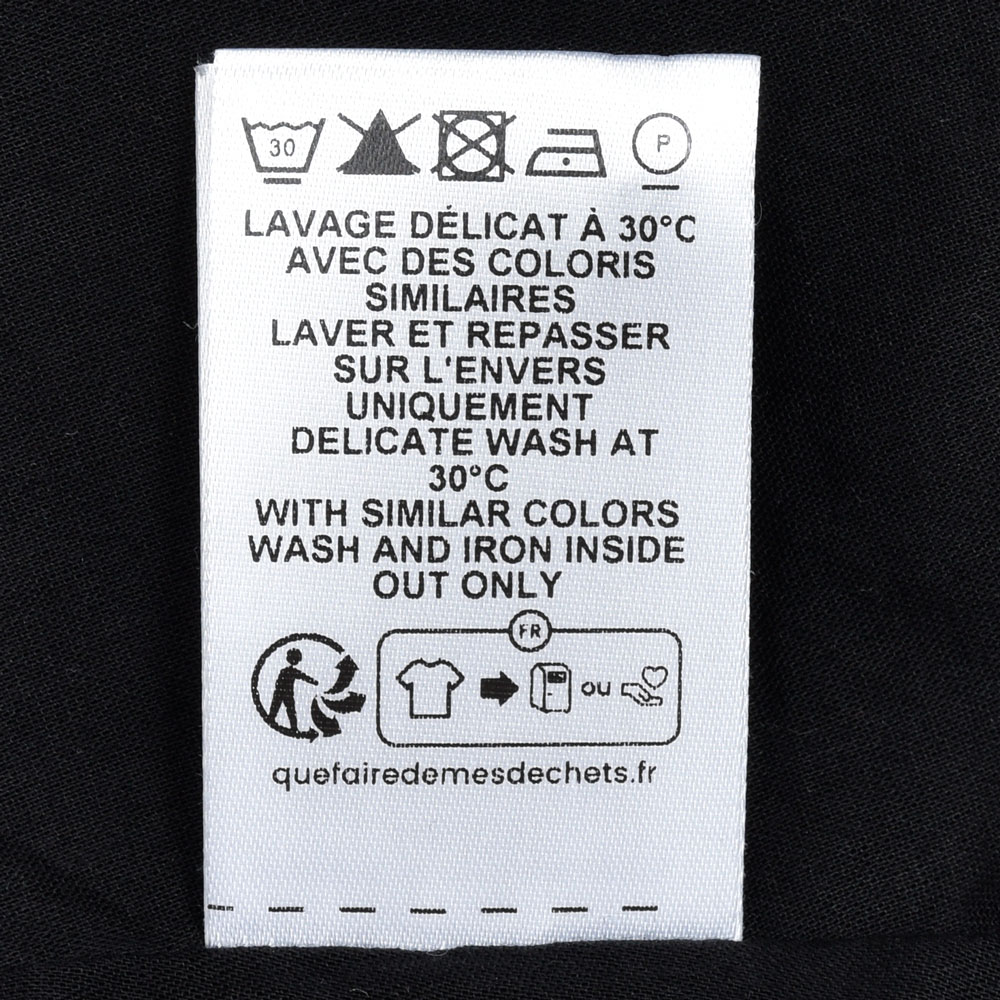 30 P
LAVAGE DÉLICAT À 30°C
AVEC DES COLORIS
SIMILAIRES
LAVER ET REPASSER
SUR L'ENVERS
UNIQUEMENT
DELICATE WASH AT
30°C
WITH SIMILAR COLORS
WASH AND IRON INSIDE
OUT ONLY
FR
OU
quefairedemesdechets.fr